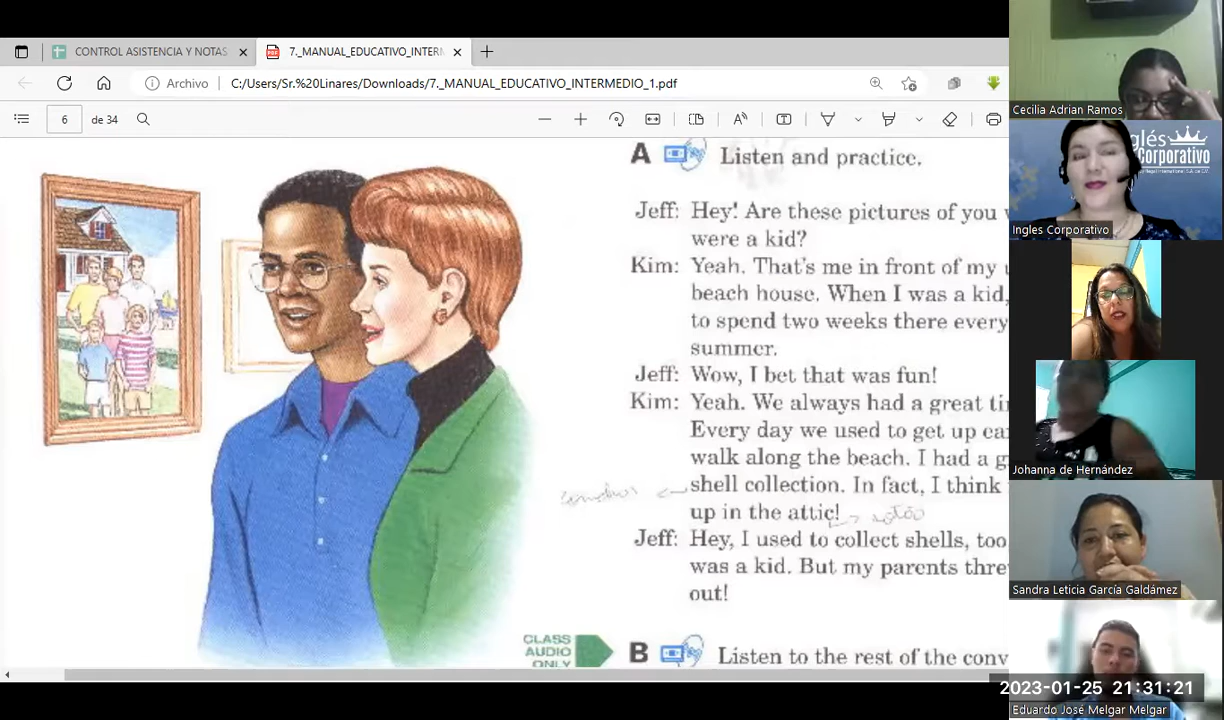 CONTROL ASISTENCIA Y NOTAS
7._MANUAL_EDUCATIVO_INTERM
Archivo
C:/Users/Sr.%20Linares/Downloads/7._MANUAL_EDUCATIVO_INTERMEDIO_1.pdf
6
de 34
A Listen and practice.
Jeff: Hey! Are these pictures of you
were a kid?
Kim: Yeah. That's me in front of my
beach house. When I was a kid,
to spend two weeks there every
summer.
Jeff: Wow, I bet that was fun!
Kim: Yeah. We always had a great
Every day we used to get up
walk along the beach. I had a
shell collection. In fact, I think
up in the attic!
Jeff: Hey, I used to collect shells, too
was a kid. But my parents
out!
CLASS
AUDIO
ONLY
B Listen to the rest of the
Cecilia Adrian Ramos
Corporativo
Ingles Corporativo
Johanna de Hernández
Sandra Leticia García Galdámez
2023-01-25 21:31:21
Eduardo José Melgar Melgar